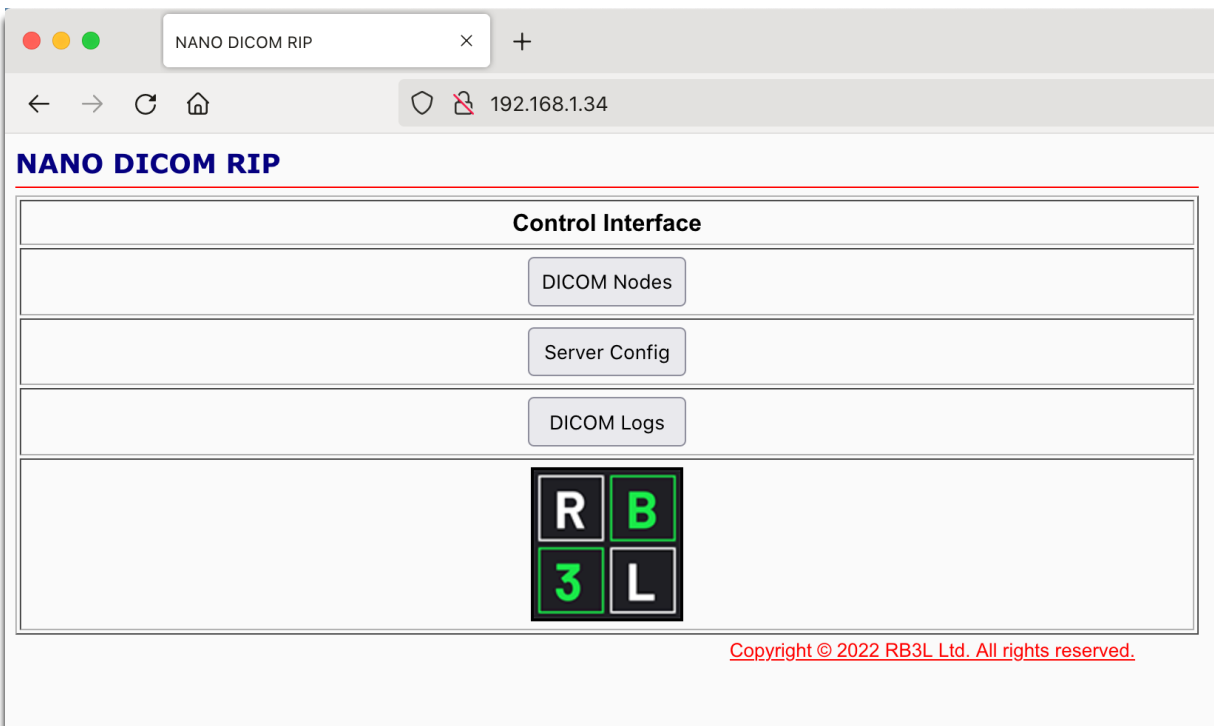 NANO DICOM RIP
192.168.1.34
NANO DICOM RIP
Control Interface
DICOM Nodes
Server Config
DICOM Logs
R B
3 L
Copyright © 2022 RB3L Ltd. All rights reserved.